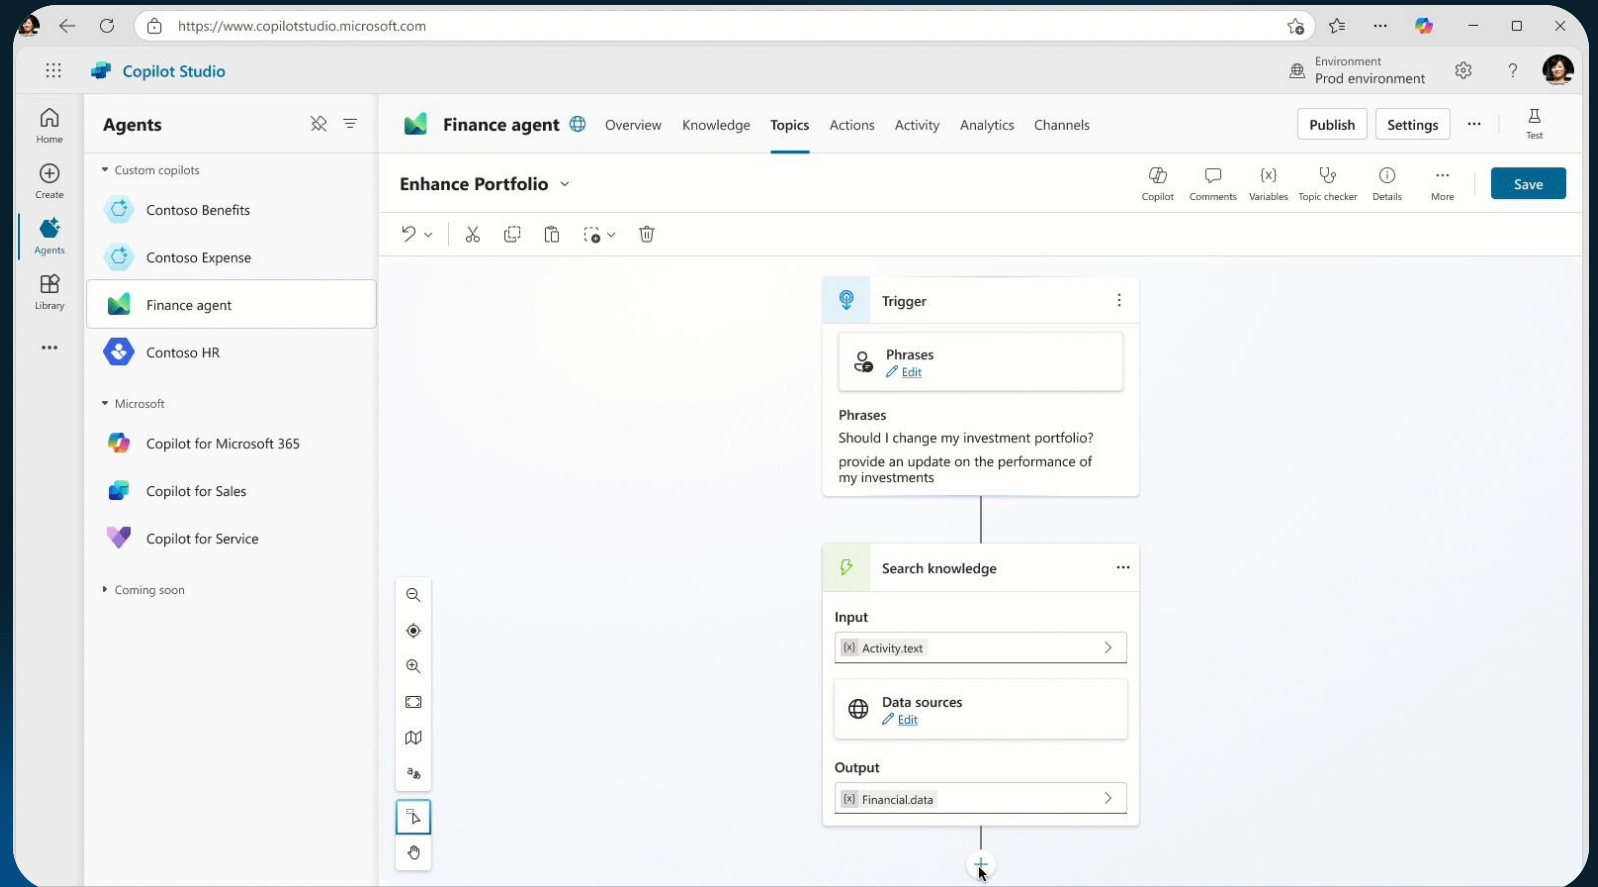 https://www.copilotstudio.microsoft.com
Copilot Studio
Environment
Prod environment
?
Home
Create
Agents
Library
Agents
Custom copilots
Contoso Benefits
Contoso Expense
Finance agent
Contoso HR
Microsoft
Copilot for Microsoft 365
Copilot for Sales
Copilot for Service
Coming soon
Finance agent Overview Knowledge Topics Actions Activity Analytics Channels
Publish Settings
Test
Enhance Portfolio
{x}
Copilot Comments Variables Topic checker Details More
Save
Trigger
Phrases
Edit
Phrases
Should I change my investment portfolio?
provide an update on the performance of
my investments
Search knowledge
Input
{x} Activity.text
Data sources
Edit
Output
{x} Financial.data